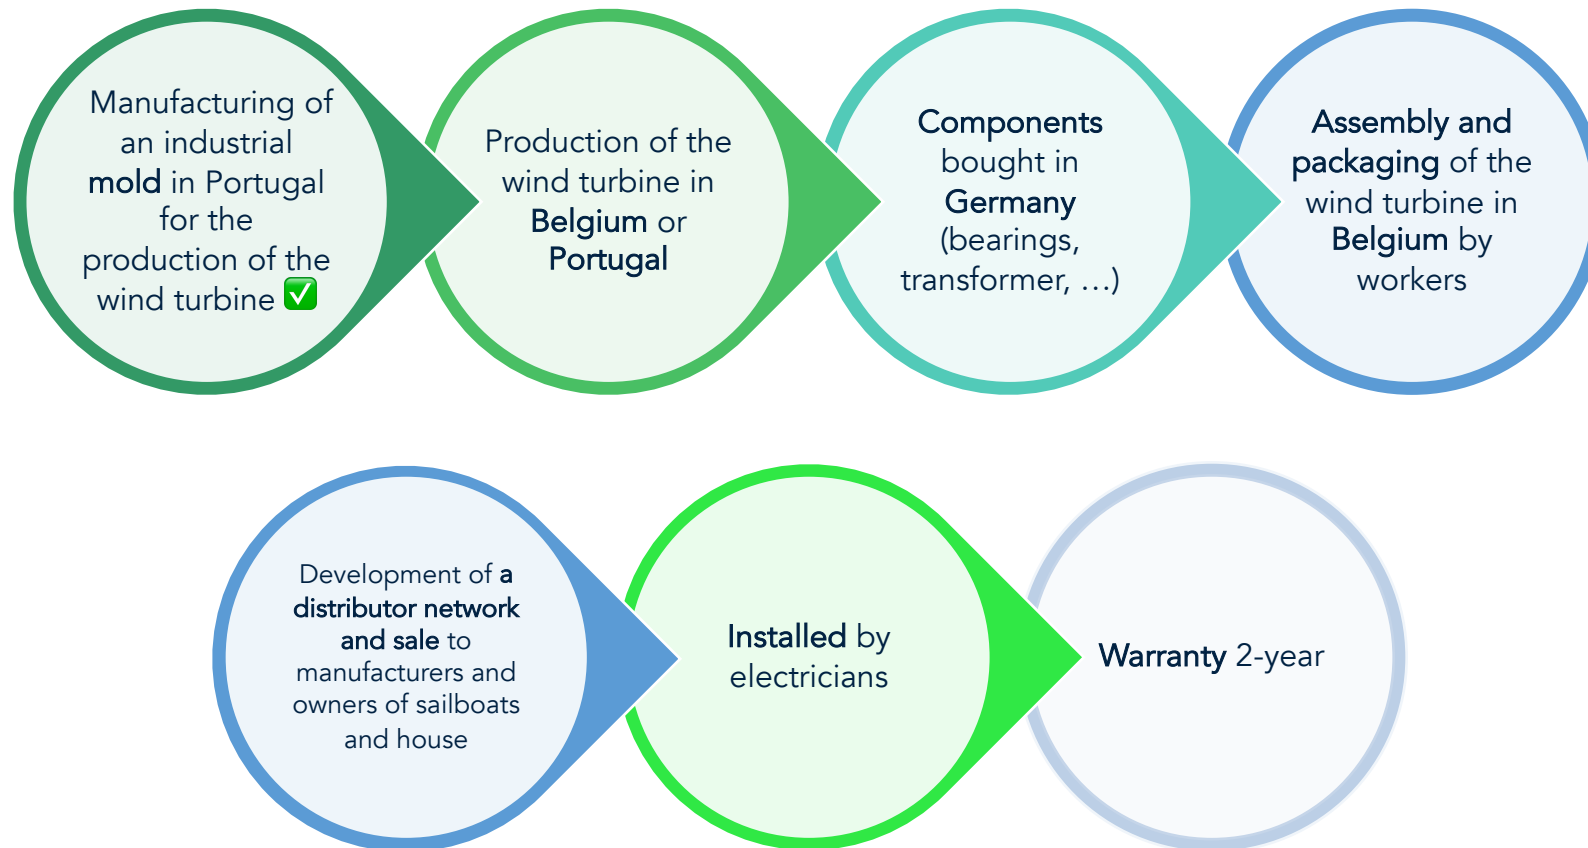 Manufacturing of
an industrial
mold in Portugal
for the
production of the
wind turbine ✅
Production of the
wind turbine in
Belgium or
Portugal
Components
bought in
Germany
(bearings,
transformer, …)
Assembly and
packaging of the
wind turbine in
Belgium by
workers
Development of a
distributor network
and sale to
manufacturers and
owners of sailboats
and house
Installed by
electricians
Warranty 2-year